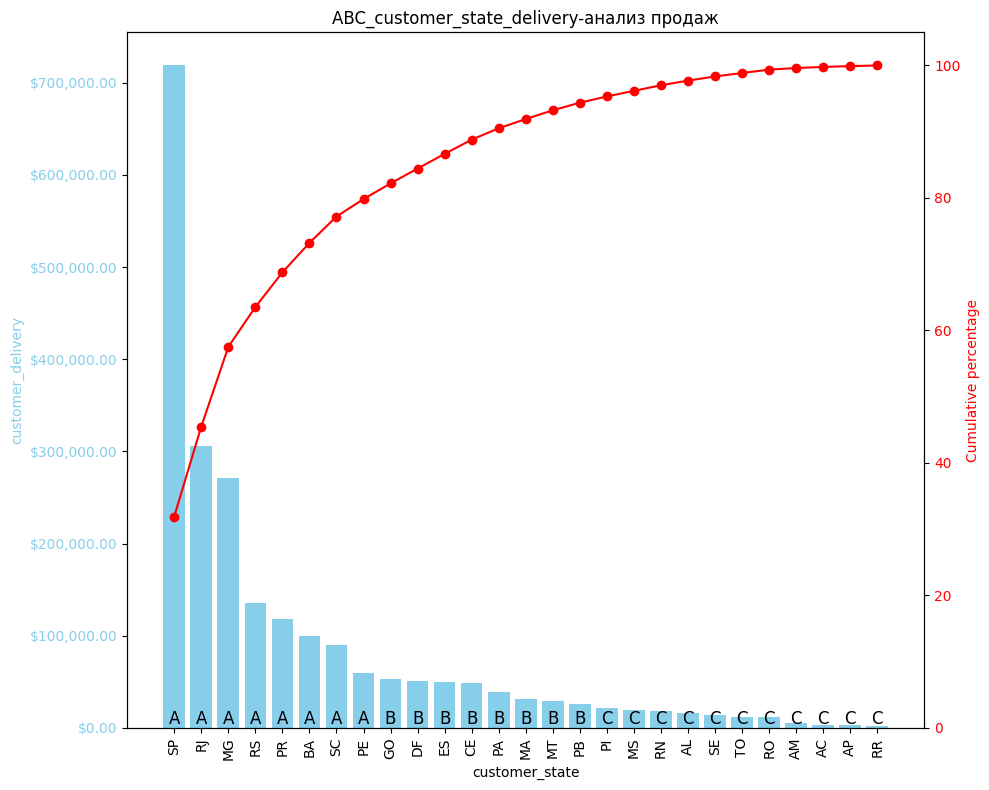 ABC_customer_state_delivery-анализ продаж
customer_delivery
$700,000.00
$600,000.00
$500,000.00
$400,000.00
$300,000.00
$200,000.00
$100,000.00
$0.00
A A A A A A A A B B B B B B B B C C C C C C C C C C C
SP RJ MG RS PR BA SC PE GO DF ES CE PA MA MT PB PI MS RN AL SE TO RO AM AC AP RR
customer_state
100
80
60
40
20
0
Cumulative percentage